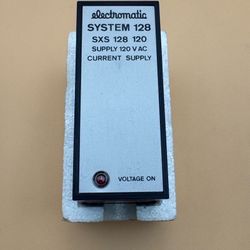 electromatic
SYSTEM 128
SXS 128 120
SUPPLY 120 V AC
CURRENT SUPPLY
VOLTAGE ON